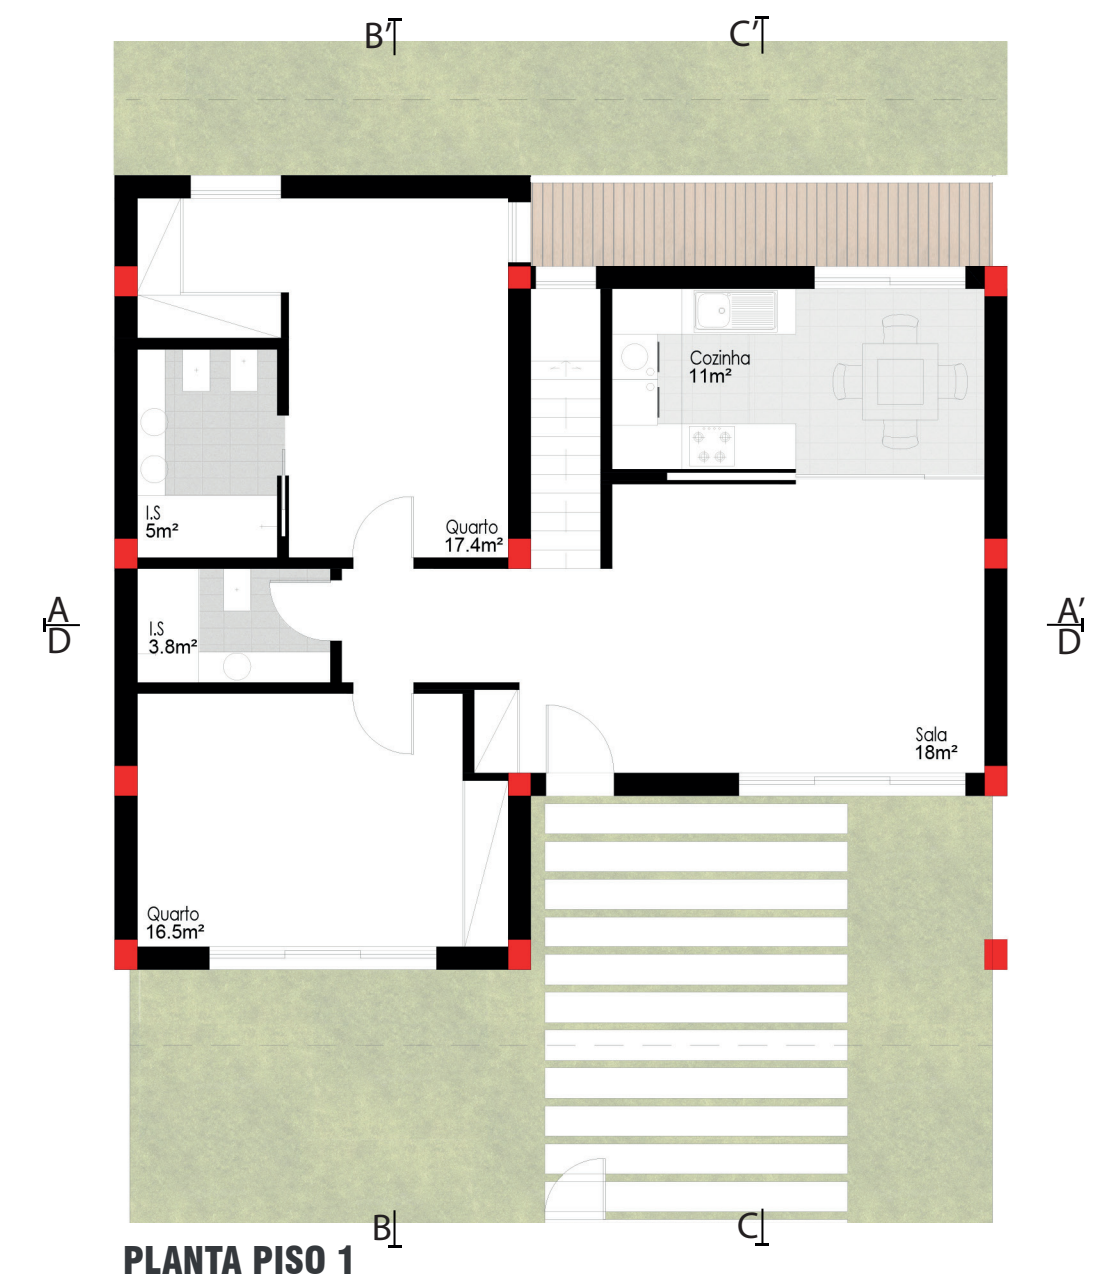 B'
C'
Cozinha
11m²
I.S
5m²
Quarto
17.4m²
A
D
A'
D
I.S
3.8m²
Sala
18m²
Quarto
16.5m²
B
C
PLANTA PISO 1